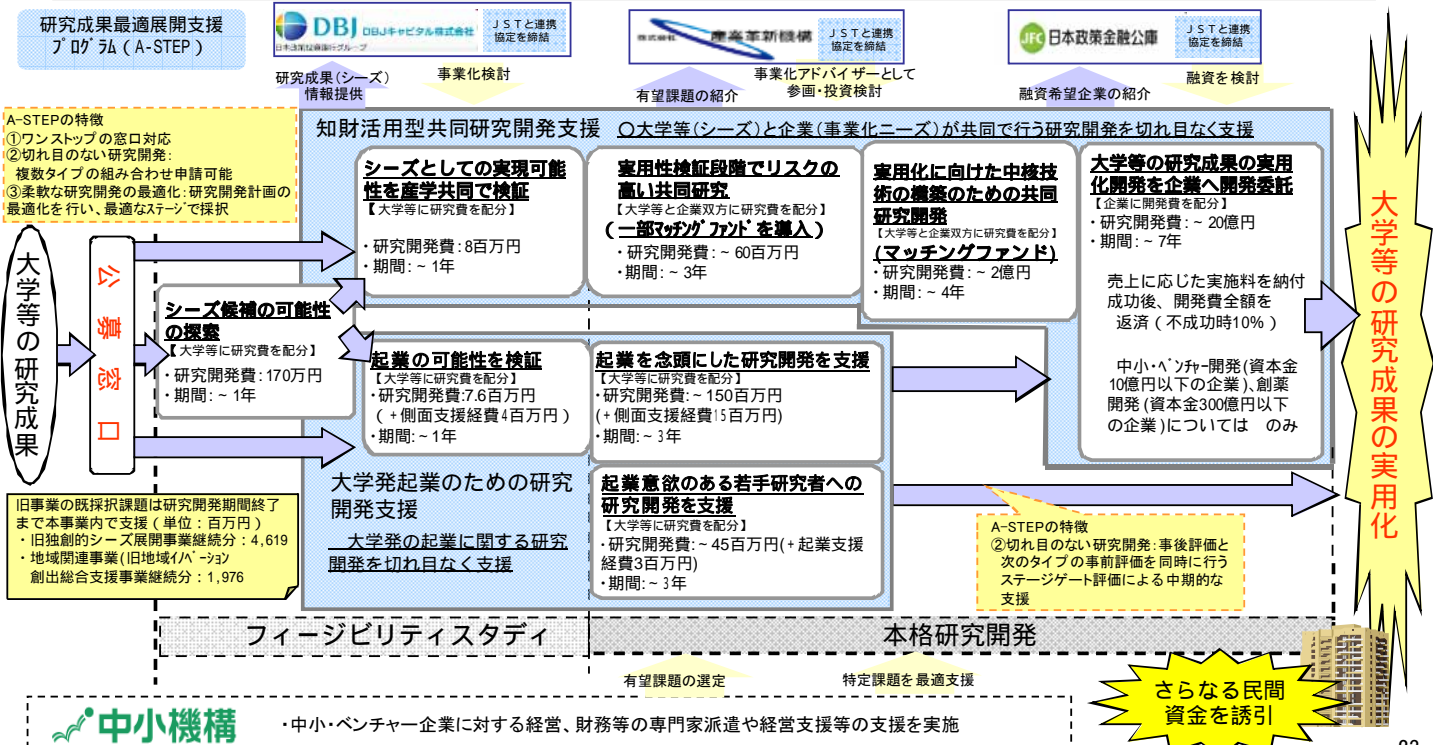 研究成果最適展開支援
プログラム(A-STEP)
DBJ DBJキャピタル株式会社
日本政策投資銀行グループ
JSTと連携
協定を締結
株式会社 産業革新機構
JSTと連携
協定を締結
JFC 日本政策金融公庫
JSTと連携
協定を締結
研究成果(シーズ)
情報提供
事業化検討
有望課題の紹介
事業化アドバイザーとして
参画・投資検討
融資希望企業の紹介
融資を検討
A-STEPの特徴
①ワンストップの窓口対応
②切れ目のない研究開発:
複数タイプの組み合わせ申請可能
③柔軟な研究開発の最適化:研究開発計画の
最適化を行い、最適なステージで採択
知財活用型共同研究開発支援 ○大学等(シーズ)と企業(事業化ニーズ)が共同で行う研究開発を切れ目なく支援
シーズとしての実現可能
性を産学共同で検証
【大学等に研究費を配分】
・研究開発費:8百万円
・期間:~1年
実用性検証段階でリスクの
高い共同研究
【大学等と企業双方に研究費を配分】
(一部マッチングファンドを導入)
・研究開発費:~60百万円
・期間:~3年
実用化に向けた中核技
術の構築のための共同
研究開発
【大学等と企業双方に研究費を配分】
(マッチングファンド)
・研究開発費:~2億円
・期間:~4年
大学等の研究成果の実用
化開発を企業へ開発委託
【企業に開発費を配分】
・研究開発費:~20億円
・期間:~7年
売上に応じた実施料を納付
成功後、開発費全額を
返済(不成功時10%)
中小・ベンチャー開発(資本金
10億円以下の企業)、創薬
開発(資本金300億円以下
の企業)については のみ
大学等の研究成果
公募窓口
シーズ候補の可能性
の探索
【大学等に研究費を配分】
・研究開発費:170万円
・期間:~1年
起業の可能性を検証
【大学等に研究費を配分】
・研究開発費:7.6百万円
(+側面支援経費4百万円)
・期間:~1年
起業を念頭にした研究開発を支援
【大学等に研究費を配分】
・研究開発費:~150百万円
(+側面支援経費15百万円)
・期間:~3年
大学発起業のための研究
開発支援
大学発の起業に関する研究
開発を切れ目なく支援
起業意欲のある若手研究者への
研究開発を支援
【大学等に研究費を配分】
・研究開発費:~45百万円(+起業支援
経費3百万円)
・期間:~3年
大学等の研究成果の実用化
旧事業の既採択課題は研究開発期間終了
まで本事業内で支援(単位:百万円)
・旧独創的シーズ展開事業継続分:4,619
・地域関連事業(旧地域イノベーション
創出総合支援事業継続分:1,976
A-STEPの特徴
②切れ目のない研究開発:事後評価と
次のタイプの事前評価を同時に行う
ステージゲート評価による中期的な
支援
フィージビリティスタディ
本格研究開発
有望課題の選定
特定課題を最適支援
さらなる民間
資金を誘引
中小機構
・中小・ベンチャー企業に対する経営、財務等の専門家派遣や経営支援等の支援を実施